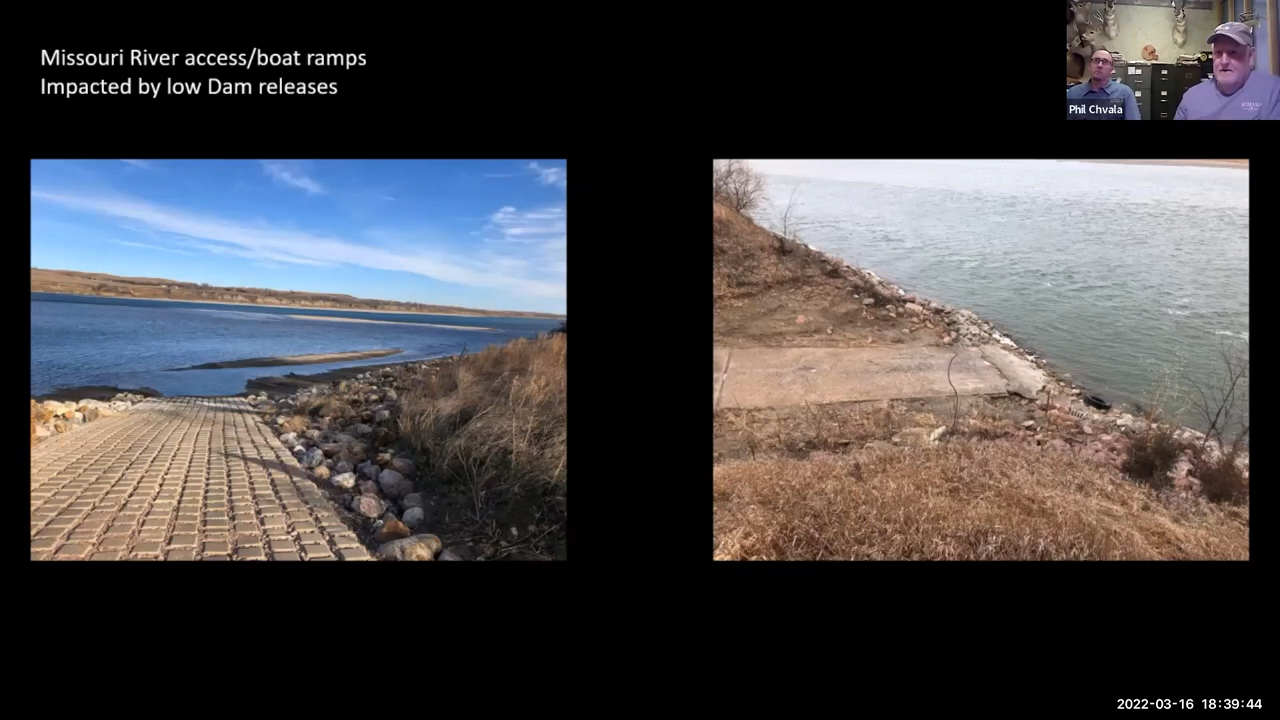 Missouri River access/boat ramps
Impacted by low Dam releases
Phil Chvala
2022-03-16 18:39:44